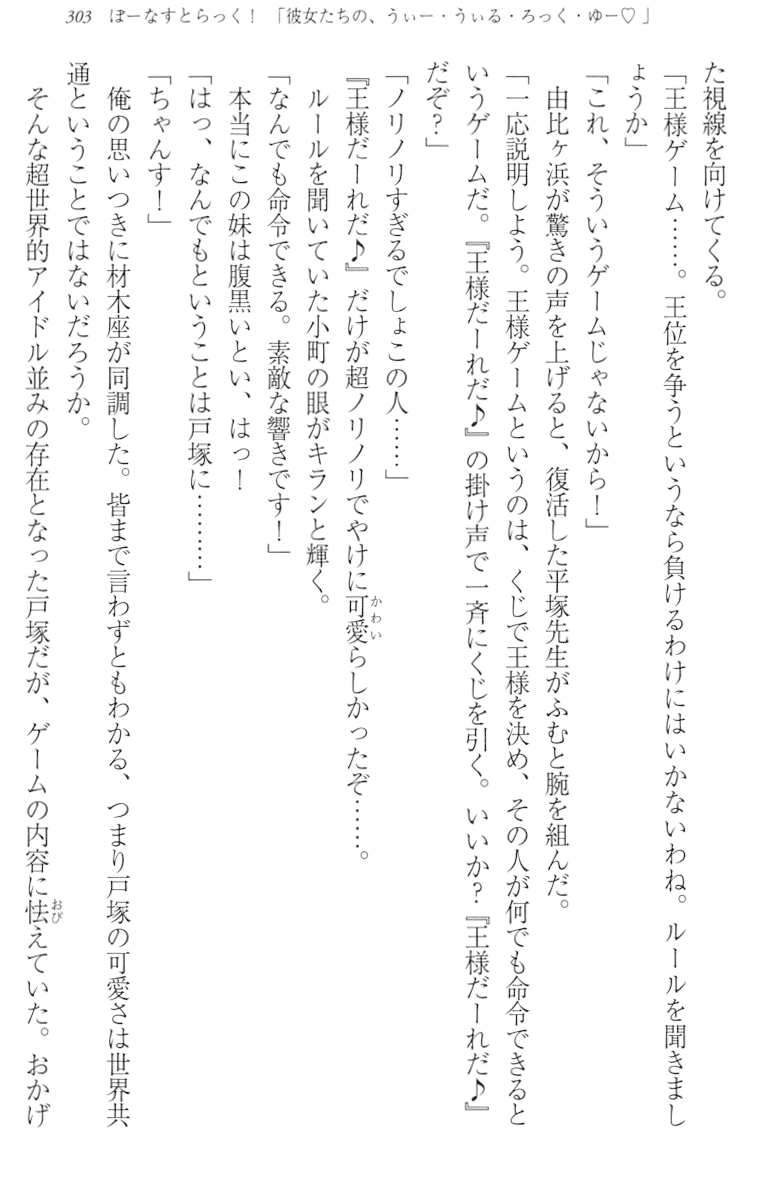 303 ぼーなすとらっく！ 「彼女たちの、うぃー・うぃる・ろっく・ゆー♡」
た視線を向けてくる。
「王様ゲーム……。王位を争うというなら負けるわけにはいかないわね。ルールを聞きまし
ょうか」
「これ、そういうゲームじゃないから！」
　由比ヶ浜が驚きの声を上げると、復活した平塚先生がふむと腕を組んだ。
「一応説明しよう。王様ゲームというのは、くじで王様を決め、その人が何でも命令できると
いうゲームだ。『王様だーれだ♪』の掛け声で一斉にくじを引く。いいか？『王様だーれだ♪』
だぞ？」
「ノリノリすぎるでしょこの人……」
『王様だーれだ♪』だけが超ノリノリでやけに可愛らしかったぞ……。
かわい
　ルールを聞いていた小町の眼がキランと輝く。
「なんでも命令できる。素敵な響きです！」
　本当にこの妹は腹黒いとい、はっ！
「はっ、なんでもということは戸塚に………」
「ちゃんす！」
　俺の思いつきに材木座が同調した。皆まで言わずともわかる、つまり戸塚の可愛さは世界共
通ということではないだろうか。
　そんな超世界的アイドル並みの存在となった戸塚だが、ゲームの内容に怯えていた。おかげ
おび